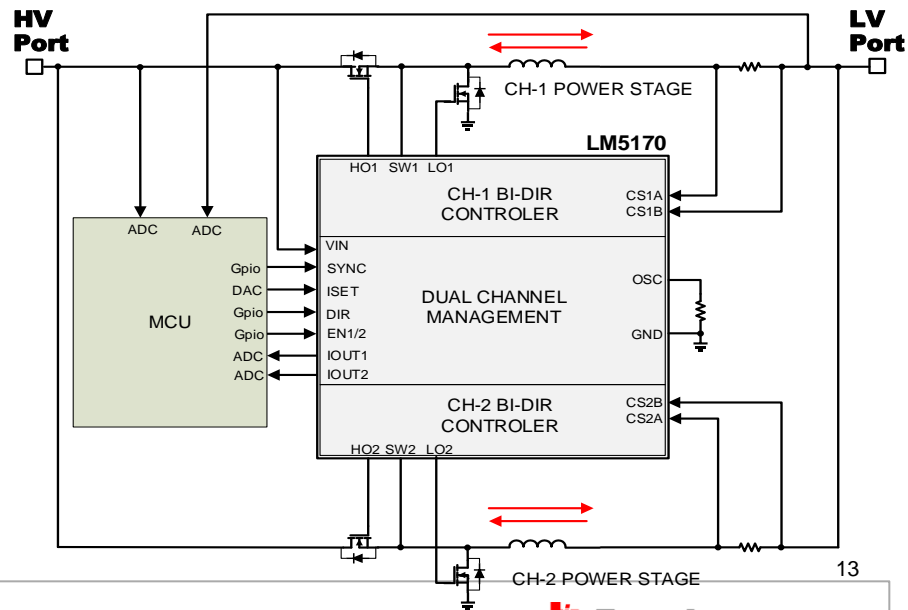 HV
Port
LV
Port
CH-1 POWER STAGE
LM5170
HO1 SW1 LO1
CH-1 BI-DIR
CONTROLER
CS1A
CS1B
ADC ADC
VIN
Gpio SYNC
DAC ISET
Gpio DIR
Gpio EN1/2
ADC IOUT1
ADC IOUT2
MCU
DUAL CHANNEL
MANAGEMENT
OSC
GND
CH-2 BI-DIR
CONTROLER
CS2B
CS2A
HO2 SW2 LO2
CH-2 POWER STAGE
13